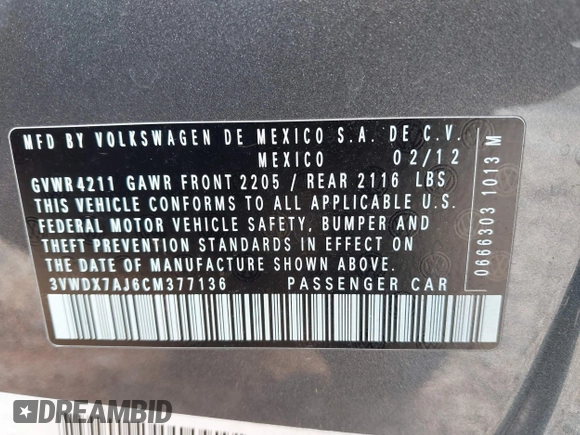 MFD BY VOLKSWAGEN DE MEXICO S.A. DE C.V.
MEXICO 02/12
GVWR 4211 GAWR FRONT 2205 / REAR 2116 LBS
THIS VEHICLE CONFORMS TO ALL APPLICABLE U.S.
FEDERAL MOTOR VEHICLE SAFETY, BUMPER AND
THEFT PREVENTION STANDARDS IN EFFECT ON
THE DATE OF MANUFACTURE SHOWN ABOVE.
3VWDX7AJ6CM377136 PASSENGER CAR
0666303 1013 M
DREAMBID